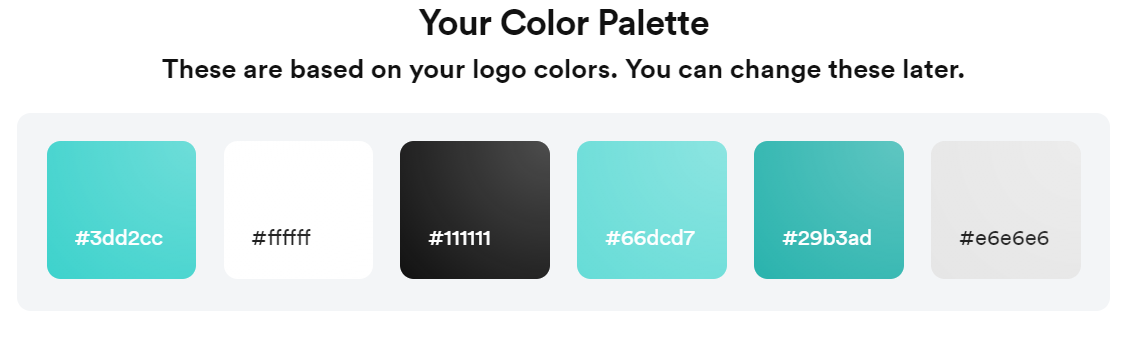 Your Color Palette
These are based on your logo colors. You can change these later.
#3dd2cc
#ffffff
#111111
#66dcd7
#29b3ad
#e6e6e6